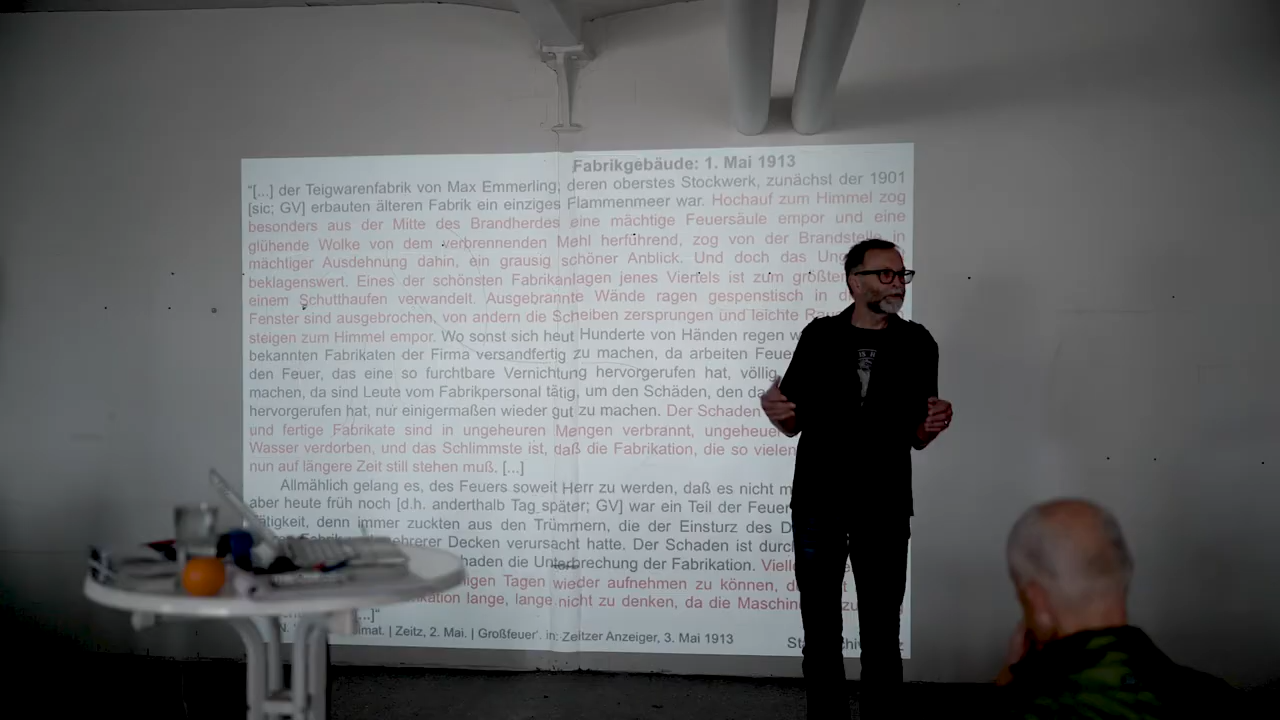 Fabrikgebäude: 1. Mai 1913
"[...] der Teigwarenfabrik von Max Emmerling, deren oberstes Stockwerk, zunächst der 1901
[sic; GV] erbauten älteren Fabrik ein einziges Flammenmeer war. Hochauf zum Himmel zog
besonders aus der Mitte des Brandherdes eine mächtige Feuersäule empor und eine
glühende Wolke von dem verbrennenden Mehl herführend, zog von der Brandstelle in
mächtiger Ausdehnung dahin, ein grausig schöner Anblick. Und doch das
beklagenswert. Eines der schönsten Fabrikanlagen jenes Viertels ist zum
einem Schutthaufen verwandelt. Ausgebrannte Wände ragen gespenstisch in
Fenster sind ausgebrochen, von andern die Scheiben zersprungen und leichte
steigen zum Himmel empor. Wo sonst sich heut Hunderte von Händen regen
bekannten Fabrikaten der Firma versandfertig zu machen, da arbeiten
den Feuer, das eine so furchtbare Vernichtung hervorgerufen hat, völlig
machen, da sind Leute vom Fabrikpersonal tätig, um den Schäden, den
hervorgerufen hat, nur einigermaßen wieder gut zu machen. Der Schaden
und fertige Fabrikate sind in ungeheuren Mengen verbrannt,
Wasser verdorben, und das Schlimmste ist, daß die Fabrikation, die so
nun auf längere Zeit still stehen muß. [...]
Allmählich gelang es, des Feuers soweit Herr zu werden, daß es nicht
aber heute früh noch [d.h. anderthalb Tag später; GV] war ein Teil der
Tätigkeit, denn immer zuckten aus den Trümmern, die der Einsturz des
mehrerer Decken verursacht hatte. Der Schaden ist
die Unterbrechung der Fabrikation.
Tagen wieder aufnehmen zu können,
lange, lange nicht zu denken, da die
...]"
Zeitz, 2. Mai. | Großfeuer'. in: Zeitzer Anzeiger, 3. Mai 1913